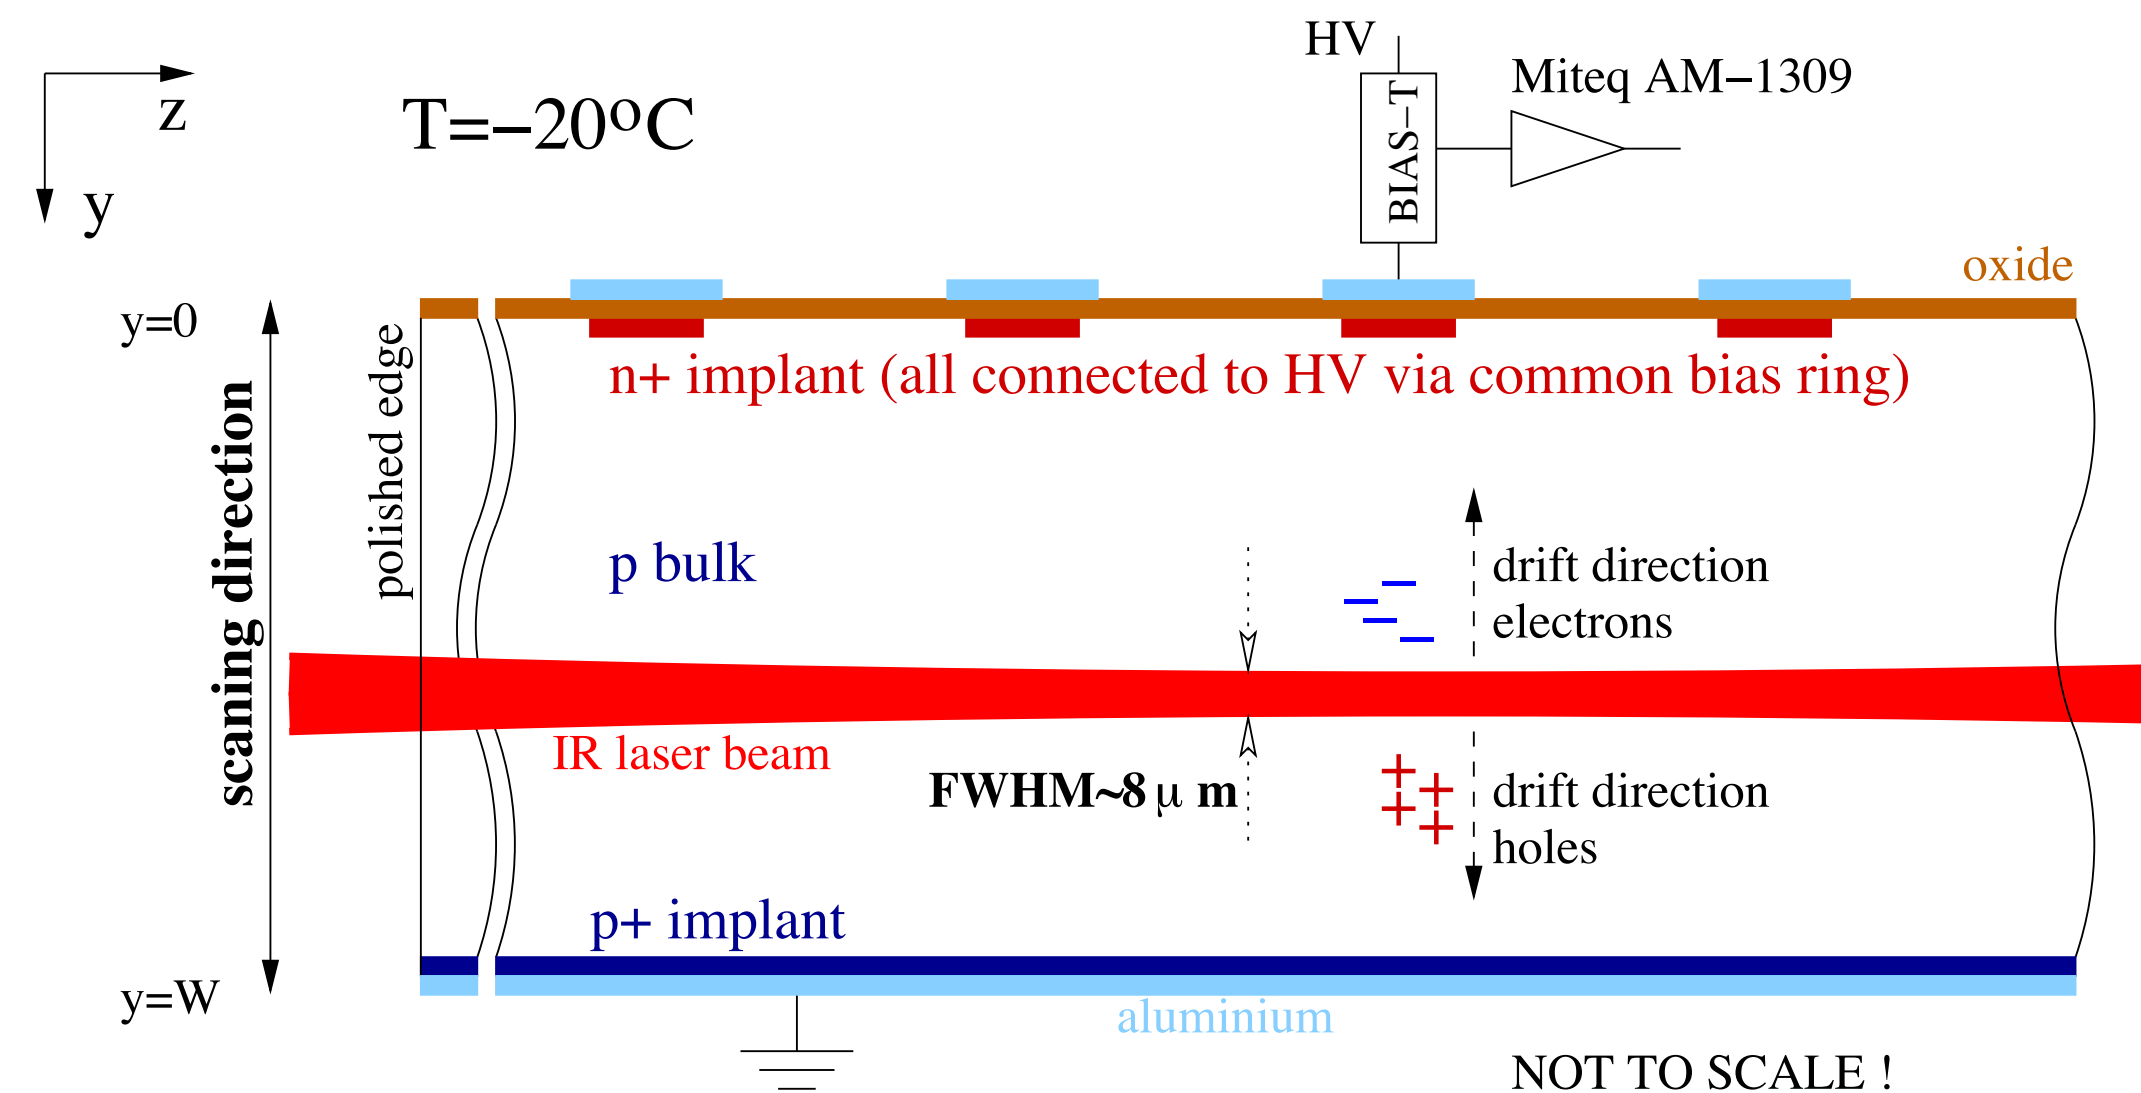 HV
Miteq AM−1309
BIAS−T
z
T=−20°C
y
oxide
y=0
n+ implant (all connected to HV via common bias ring)
polished edge
scaning direction
p bulk
drift direction
electrons
IR laser beam
FWHM~8 μ m
drift direction
holes
p+ implant
y=W
aluminium
NOT TO SCALE !